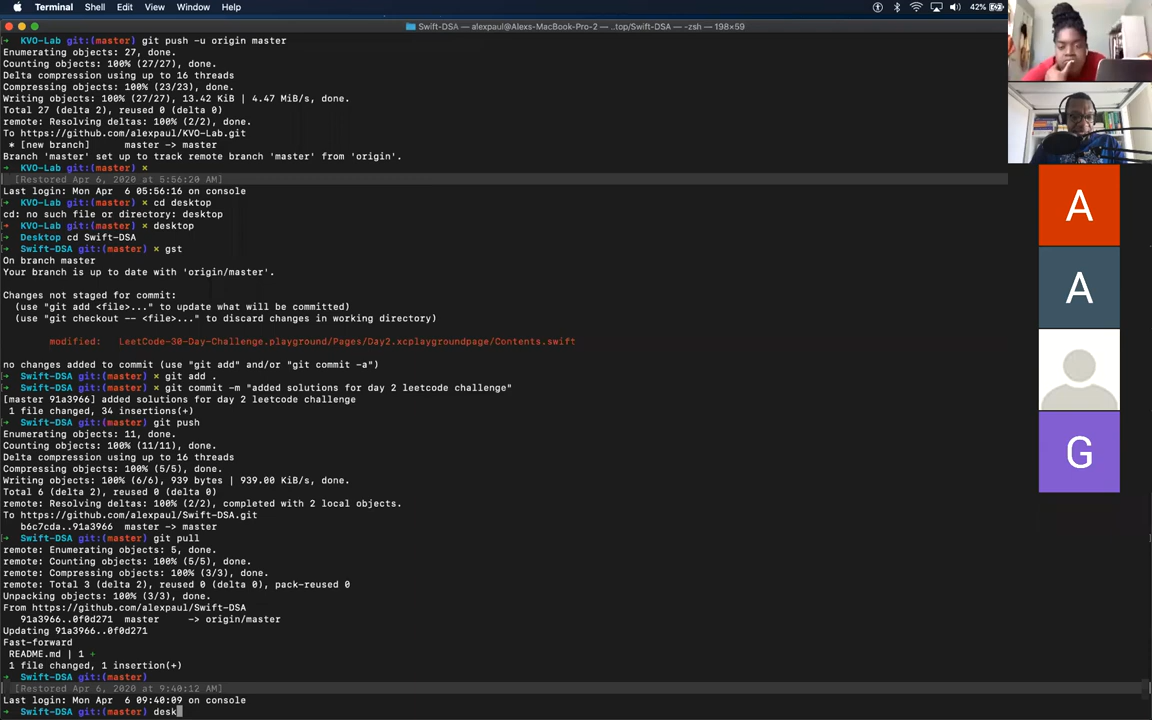 Terminal Shell Edit View Window Help 42%
Swift-DSA — alexpaul@Alexs-MacBook-Pro-2 — ..top/Swift-DSA — -zsh — 198×59
→ KVO-Lab git:(master) git push -u origin master
Enumerating objects: 27, done.
Counting objects: 100% (27/27), done.
Delta compression using up to 16 threads
Compressing objects: 100% (23/23), done.
Writing objects: 100% (27/27), 13.42 KiB | 4.47 MiB/s, done.
Total 27 (delta 2), reused 0 (delta 0)
remote: Resolving deltas: 100% (2/2), done.
To https://github.com/alexpaul/KVO-Lab.git
* [new branch] master -> master
Branch 'master' set up to track remote branch 'master' from 'origin'.
→ KVO-Lab git:(master) ×
[Restored Apr 6, 2020 at 5:56:20 AM]
Last login: Mon Apr 6 05:56:16 on console
→ KVO-Lab git:(master) × cd desktop
cd: no such file or directory: desktop
→ KVO-Lab git:(master) × desktop
→ Desktop cd Swift-DSA
→ Swift-DSA git:(master) × gst
On branch master
Your branch is up to date with 'origin/master'.
Changes not staged for commit:
(use "git add <file>..." to update what will be committed)
(use "git checkout -- <file>..." to discard changes in working directory)
modified: LeetCode-30-Day-Challenge.playground/Pages/Day2.xcplaygroundpage/Contents.swift
no changes added to commit (use "git add" and/or "git commit -a")
→ Swift-DSA git:(master) × git add .
→ Swift-DSA git:(master) × git commit -m "added solutions for day 2 leetcode challenge"
[master 91a3966] added solutions for day 2 leetcode challenge
1 file changed, 34 insertions(+)
→ Swift-DSA git:(master) git push
Enumerating objects: 11, done.
Counting objects: 100% (11/11), done.
Delta compression using up to 16 threads
Compressing objects: 100% (5/5), done.
Writing objects: 100% (6/6), 939 bytes | 939.00 KiB/s, done.
Total 6 (delta 2), reused 0 (delta 0)
remote: Resolving deltas: 100% (2/2), completed with 2 local objects.
To https://github.com/alexpaul/Swift-DSA.git
b6c7cda..91a3966 master -> master
→ Swift-DSA git:(master) git pull
remote: Enumerating objects: 5, done.
remote: Counting objects: 100% (5/5), done.
remote: Compressing objects: 100% (3/3), done.
remote: Total 3 (delta 2), reused 0 (delta 0), pack-reused 0
Unpacking objects: 100% (3/3), done.
From https://github.com/alexpaul/Swift-DSA
91a3966..0f0d271 master -> origin/master
Updating 91a3966..0f0d271
Fast-forward
README.md | 1 +
1 file changed, 1 insertion(+)
→ Swift-DSA git:(master)
[Restored Apr 6, 2020 at 9:40:12 AM]
Last login: Mon Apr 6 09:40:09 on console
→ Swift-DSA git:(master) desk
A
A
G